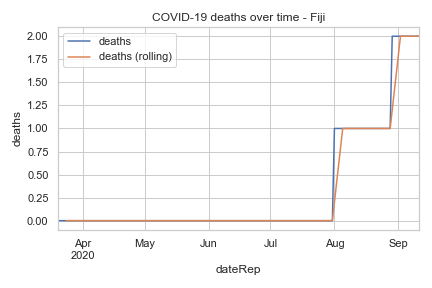 COVID-19 deaths over time - Fiji
deaths
deaths (rolling)
2.00
1.75
1.50
1.25
1.00
0.75
0.50
0.25
0.00
deaths
Apr May Jun Jul Aug Sep
2020
dateRep